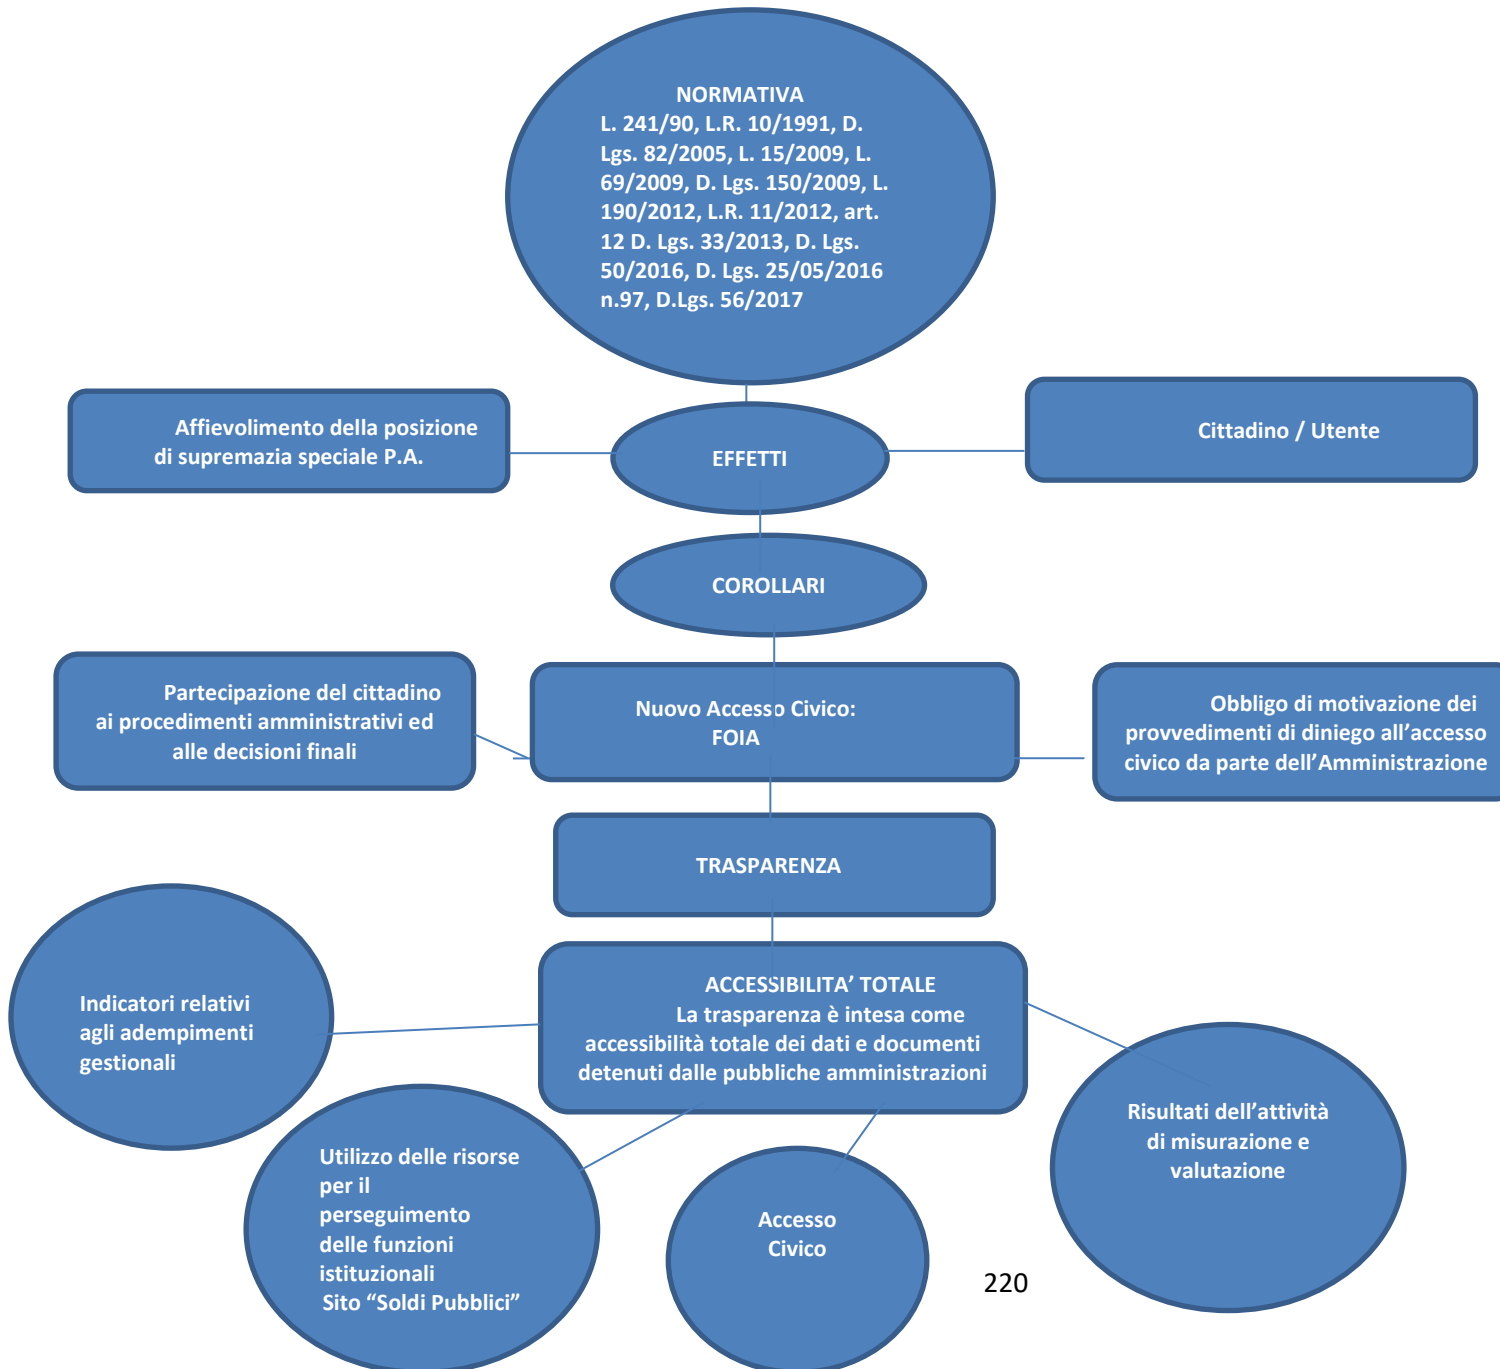 NORMATIVA
L. 241/90, L.R. 10/1991, D.
Lgs. 82/2005, L. 15/2009, L.
69/2009, D. Lgs. 150/2009, L.
190/2012, L.R. 11/2012, art.
12 D. Lgs. 33/2013, D. Lgs.
50/2016, D. Lgs. 25/05/2016
n.97, D.Lgs. 56/2017
Affievolimento della posizione
di supremazia speciale P.A.
EFFETTI
Cittadino / Utente
COROLLARI
Partecipazione del cittadino
ai procedimenti amministrativi ed
alle decisioni finali
Nuovo Accesso Civico:
FOIA
Obbligo di motivazione dei
provvedimenti di diniego all’accesso
civico da parte dell’Amministrazione
TRASPARENZA
ACCESSIBILITA’ TOTALE
La trasparenza è intesa come
accessibilità totale dei dati e documenti
detenuti dalle pubbliche amministrazioni
Indicatori relativi
agli adempimenti
gestionali
Utilizzo delle risorse
per il
perseguimento
delle funzioni
istituzionali
Sito “Soldi Pubblici”
Accesso
Civico
Risultati dell’attività
di misurazione e
valutazione
220